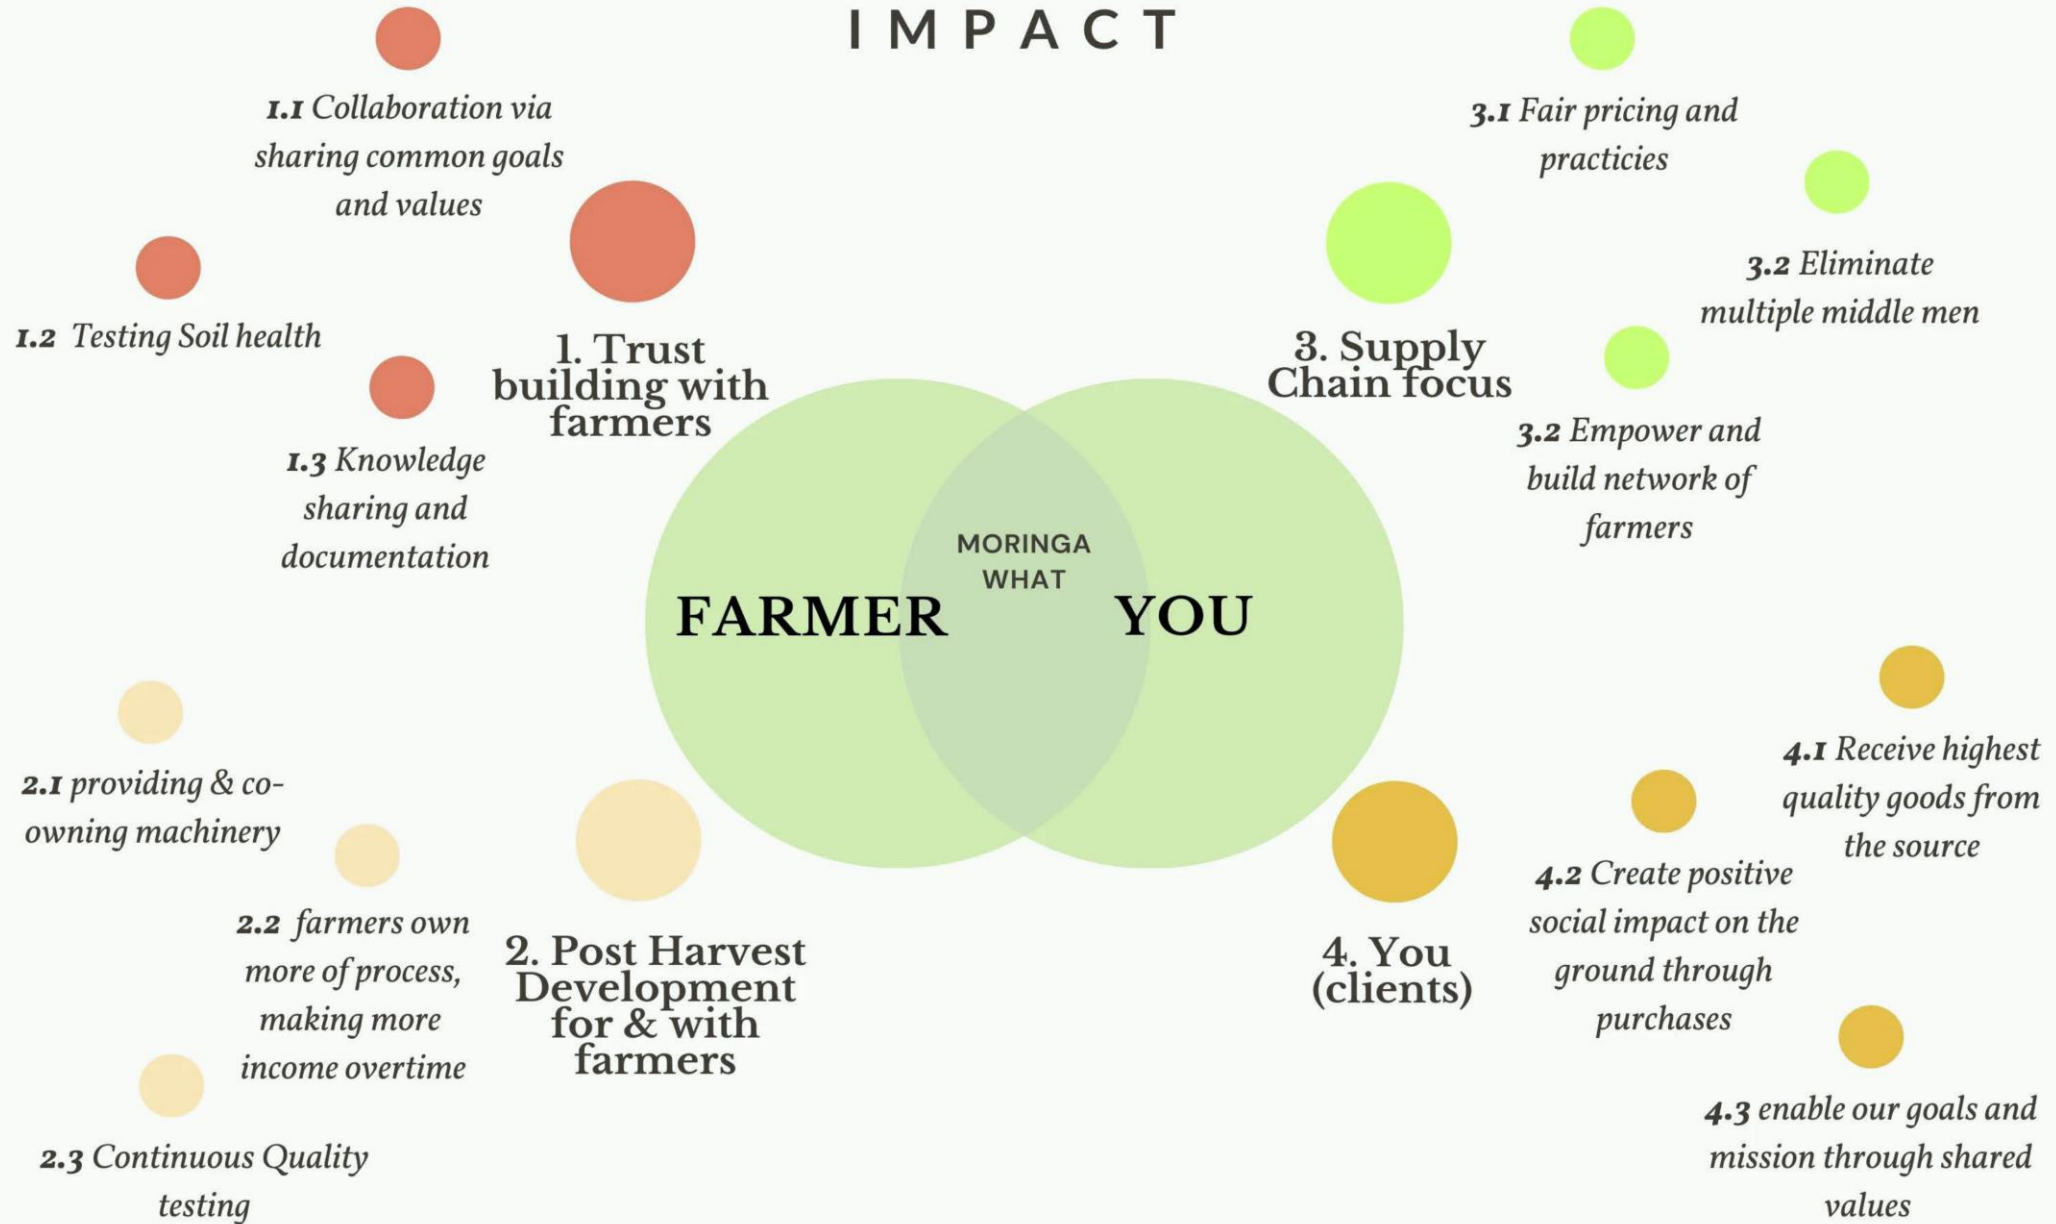 IMPACT
1.1 Collaboration via
sharing common goals
and values
1.2 Testing Soil health
1.3 Knowledge
sharing and
documentation
1. Trust
building with
farmers
3.1 Fair pricing and
practicies
3.2 Eliminate
multiple middle men
3.2 Empower and
build network of
farmers
3. Supply
Chain focus
MORINGA
WHAT
FARMER
YOU
2.1 providing & co-
owning machinery
2.2 farmers own
more of process,
making more
income overtime
2.3 Continuous Quality
testing
2. Post Harvest
Development
for & with
farmers
4. You
(clients)
4.1 Receive highest
quality goods from
the source
4.2 Create positive
social impact on the
ground through
purchases
4.3 enable our goals and
mission through shared
values